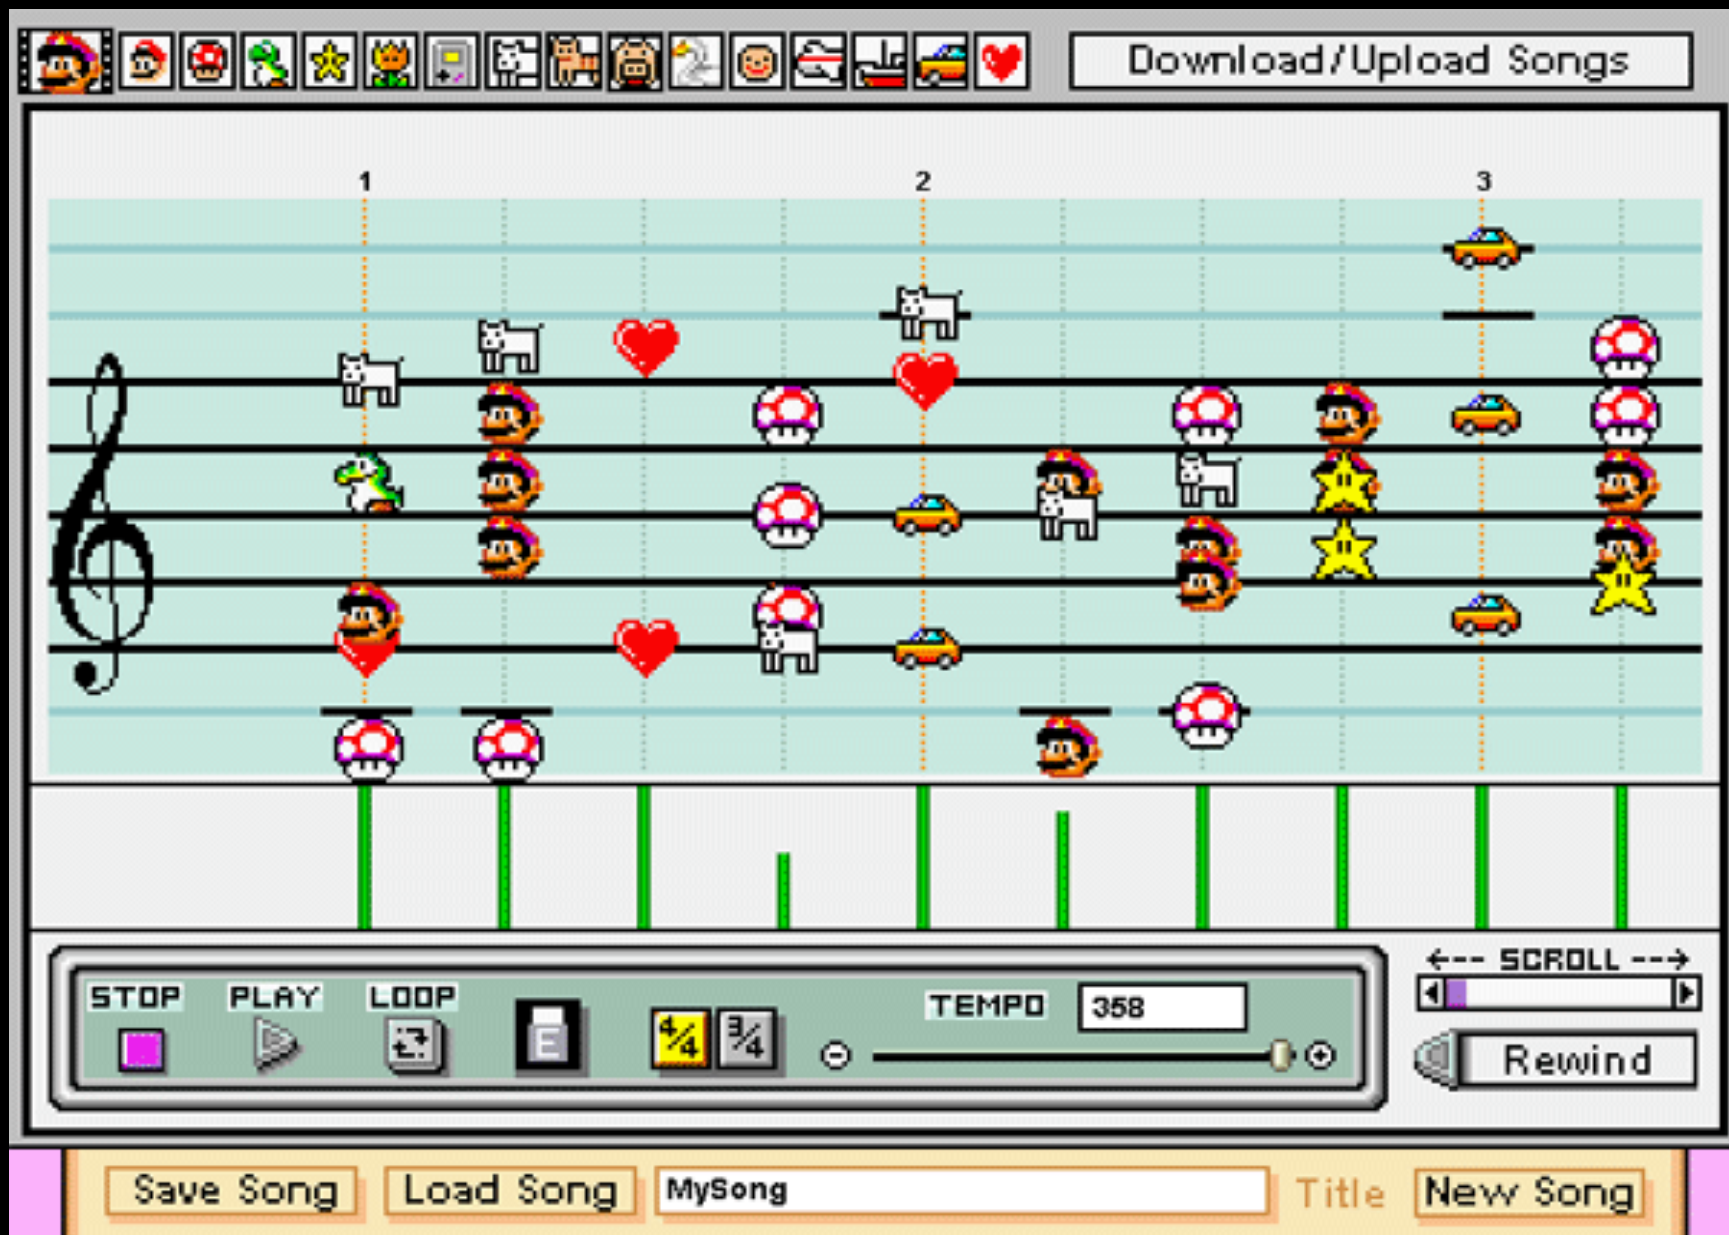 Download/Upload Songs
1 2 3
STOP PLAY LOOP
E
4/4 3/4
TEMPO 358
<--- SCROLL --->
Rewind
Save Song Load Song MySong Title New Song